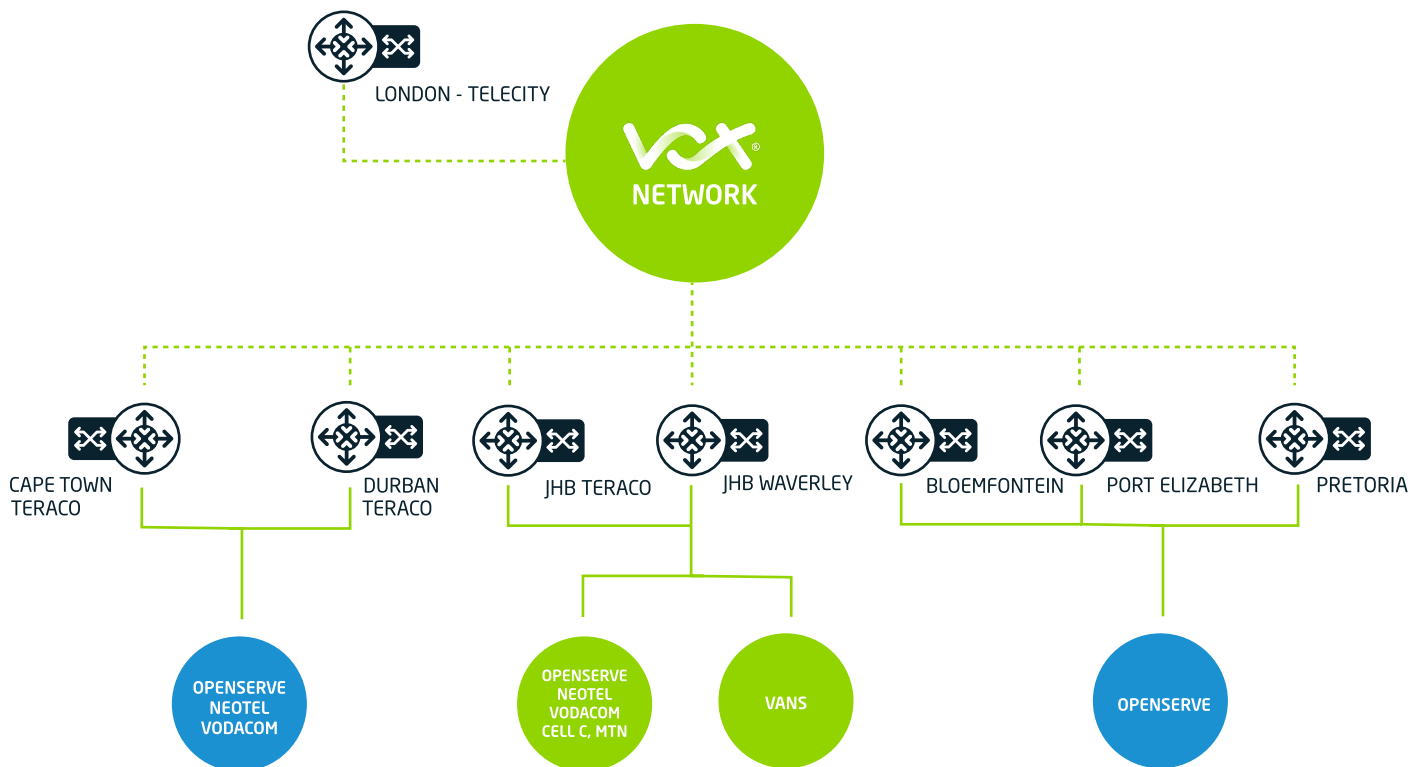 LONDON - TELECITY
VOX®
NETWORK
CAPE TOWN
TERACO
DURBAN
TERACO
JHB TERACO
JHB WAVERLEY
BLOEMFONTEIN
PORT ELIZABETH
PRETORIA
OPENSERVE
NEOTEL
VODACOM
OPENSERVE
NEOTEL
VODACOM
CELL C, MTN
VANS
OPENSERVE